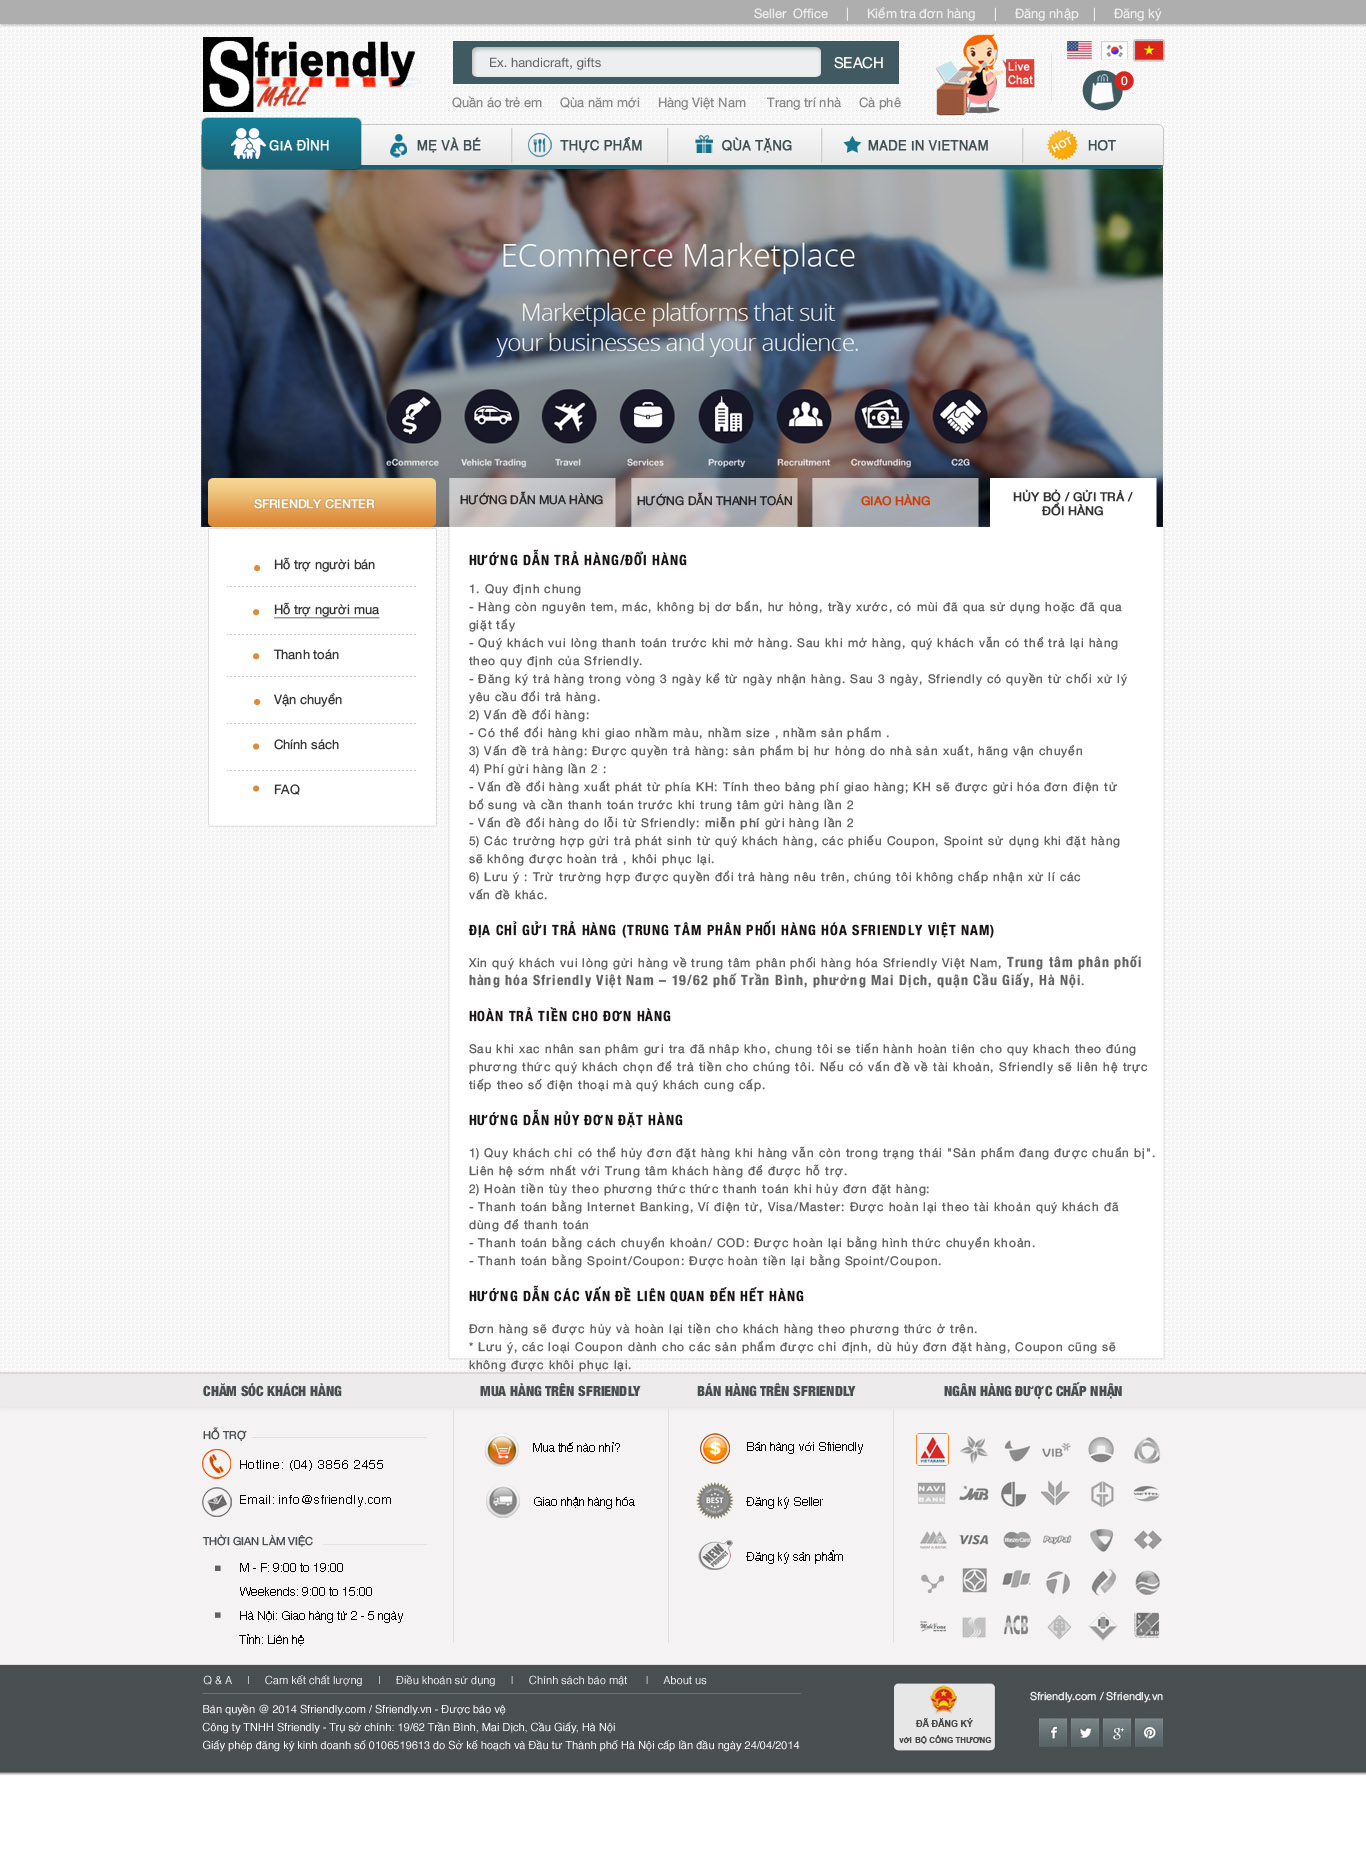 Seller Office | Kiểm tra đơn hàng | Đăng nhập | Đăng ký
Sfriendly
MALL
Ex. handicraft, gifts
SEACH
Live
Chat
0
Quần áo trẻ em Qùa năm mới Hàng Việt Nam Trang trí nhà Cà phê
GIA ĐÌNH
MẸ VÀ BÉ
THỰC PHẨM
QÙA TẶNG
MADE IN VIETNAM
HOT
HOT
ECommerce Marketplace
Marketplace platforms that suit
your businesses and your audience.
eCommerce Vehicle Trading Travel Services Property Recruitment Crowdfunding C2G
SFRIENDLY CENTER
HƯỚNG DẪN MUA HÀNG
HƯỚNG DẪN THANH TOÁN
GIAO HÀNG
HỦY BỎ / GỬI TRẢ /
ĐỔI HÀNG
Hỗ trợ người bán
Hỗ trợ người mua
Thanh toán
Vận chuyển
Chính sách
FAQ
HƯỚNG DẪN TRẢ HÀNG/ĐỔI HÀNG
1. Quy định chung
- Hàng còn nguyên tem, mác, không bị dơ bẩn, hư hỏng, trầy xước, có mùi đã qua sử dụng hoặc đã qua
giặt tẩy
- Quý khách vui lòng thanh toán trước khi mở hàng. Sau khi mở hàng, quý khách vẫn có thể trả lại hàng
theo quy định của Sfriendly.
- Đăng ký trả hàng trong vòng 3 ngày kể từ ngày nhận hàng. Sau 3 ngày, Sfriendly có quyền từ chối xử lý
yêu cầu đổi trả hàng.
2) Vấn đề đổi hàng:
- Có thể đổi hàng khi giao nhầm màu, nhầm size , nhầm sản phẩm .
3) Vấn đề trả hàng: Được quyền trả hàng: sản phẩm bị hư hỏng do nhà sản xuất, hãng vận chuyển
4) Phí gửi hàng lần 2 :
- Vấn đề đổi hàng xuất phát từ phía KH: Tính theo bảng phí giao hàng; KH sẽ được gửi hóa đơn điện tử
bổ sung và cần thanh toán trước khi trung tâm gửi hàng lần 2
- Vấn đề đổi hàng do lỗi từ Sfriendly: miễn phí gửi hàng lần 2
5) Các trường hợp gửi trả phát sinh từ quý khách hàng, các phiếu Coupon, Spoint sử dụng khi đặt hàng
sẽ không được hoàn trả , khôi phục lại.
6) Lưu ý : Trừ trường hợp được quyền đổi trả hàng nêu trên, chúng tôi không chấp nhận xử lí các
vấn đề khác.
ĐỊA CHỈ GỬI TRẢ HÀNG (TRUNG TÂM PHÂN PHỐI HÀNG HÓA SFRIENDLY VIỆT NAM)
Xin quý khách vui lòng gửi hàng về trung tâm phân phối hàng hóa Sfriendly Việt Nam, Trung tâm phân phối
hàng hóa Sfriendly Việt Nam – 19/62 phố Trần Bình, phường Mai Dịch, quận Cầu Giấy, Hà Nội.
HOÀN TRẢ TIỀN CHO ĐƠN HÀNG
Sau khi xac nhân san phâm gưi tra đã nhâp kho, chung tôi se tiến hành hoàn tiên cho quy khach theo đúng
phương thức quý khách chọn để trả tiền cho chúng tôi. Nếu có vấn đề về tài khoản, Sfriendly sẽ liên hệ trực
tiếp theo số điện thoại mà quý khách cung cấp.
HƯỚNG DẪN HỦY ĐƠN ĐẶT HÀNG
1) Quy khách chỉ có thể hủy đơn đặt hàng khi hàng vẫn còn trong trạng thái "Sản phẩm đang được chuẩn bị".
Liên hệ sớm nhất với Trung tâm khách hàng để được hỗ trợ.
2) Hoàn tiền tùy theo phương thức thức thanh toán khi hủy đơn đặt hàng:
- Thanh toán bằng Internet Banking, Ví điện tử, Visa/Master: Được hoàn lại theo tài khoản quý khách đã
dùng để thanh toán
- Thanh toán bằng cách chuyển khoản/ COD: Được hoàn lại bằng hình thức chuyển khoản.
- Thanh toán bằng Spoint/Coupon: Được hoàn tiền lại bằng Spoint/Coupon.
HƯỚNG DẪN CÁC VẤN ĐỀ LIÊN QUAN ĐẾN HẾT HÀNG
Đơn hàng sẽ được hủy và hoàn lại tiền cho khách hàng theo phương thức ở trên.
* Lưu ý, các loại Coupon dành cho các sản phẩm được chỉ định, dù hủy đơn đặt hàng, Coupon cũng sẽ
không được khôi phục lại.
CHĂM SÓC KHÁCH HÀNG
MUA HÀNG TRÊN SFRIENDLY
BÁN HÀNG TRÊN SFRIENDLY
NGÂN HÀNG ĐƯỢC CHẤP NHẬN
HỖ TRỢ
Hotline: (04) 3856 2455
Email: info@sfriendly.com
THỜI GIAN LÀM VIỆC
M - F: 9:00 to 19:00
Weekends: 9:00 to 15:00
Hà Nội: Giao hàng từ 2 - 5 ngày
Tỉnh: Liên hệ
Mua thế nào nhỉ?
Giao nhận hàng hóa
Bán hàng với Sfriendly
BEST
Đăng ký Seller
NEW
Đăng ký sản phẩm
VIETABANK
VIB
NAVI
BANK
MB
VIETTEL
VISA
MasterCard
PayPal
ACB
Q & A | Cam kết chất lượng | Điều khoản sử dụng | Chính sách bảo mật | About us
Bản quyền @ 2014 Sfriendly.com / Sfriendly.vn - Được bảo vệ
Công ty TNHH Sfriendly - Trụ sở chính: 19/62 Trần Bình, Mai Dịch, Cầu Giấy, Hà Nội
Giấy phép đăng ký kinh doanh số 0106519613 do Sở kế hoạch và Đầu tư Thành phố Hà Nội cấp lần đầu ngày 24/04/2014
ĐÃ ĐĂNG KÝ
với BỘ CÔNG THƯƠNG
Sfriendly.com / Sfriendly.vn